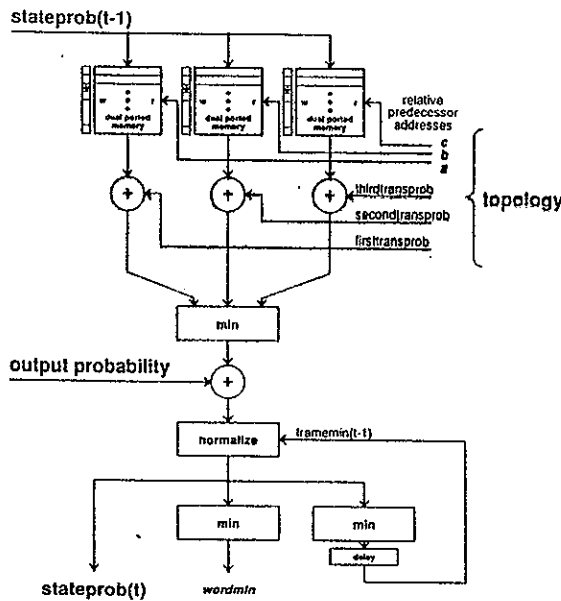 stateprob(t-1)
w r
dual ported
memory
w r
dual ported
memory
w
dual ported
memory
relative
predecessor
addresses
c
b
a
topology
+
+
+
thirdtransprob
secondtransprob
firsttransprob
min
output probability
+
normalize
framemin(t-1)
min
min
delay
stateprob(t)
wordmin